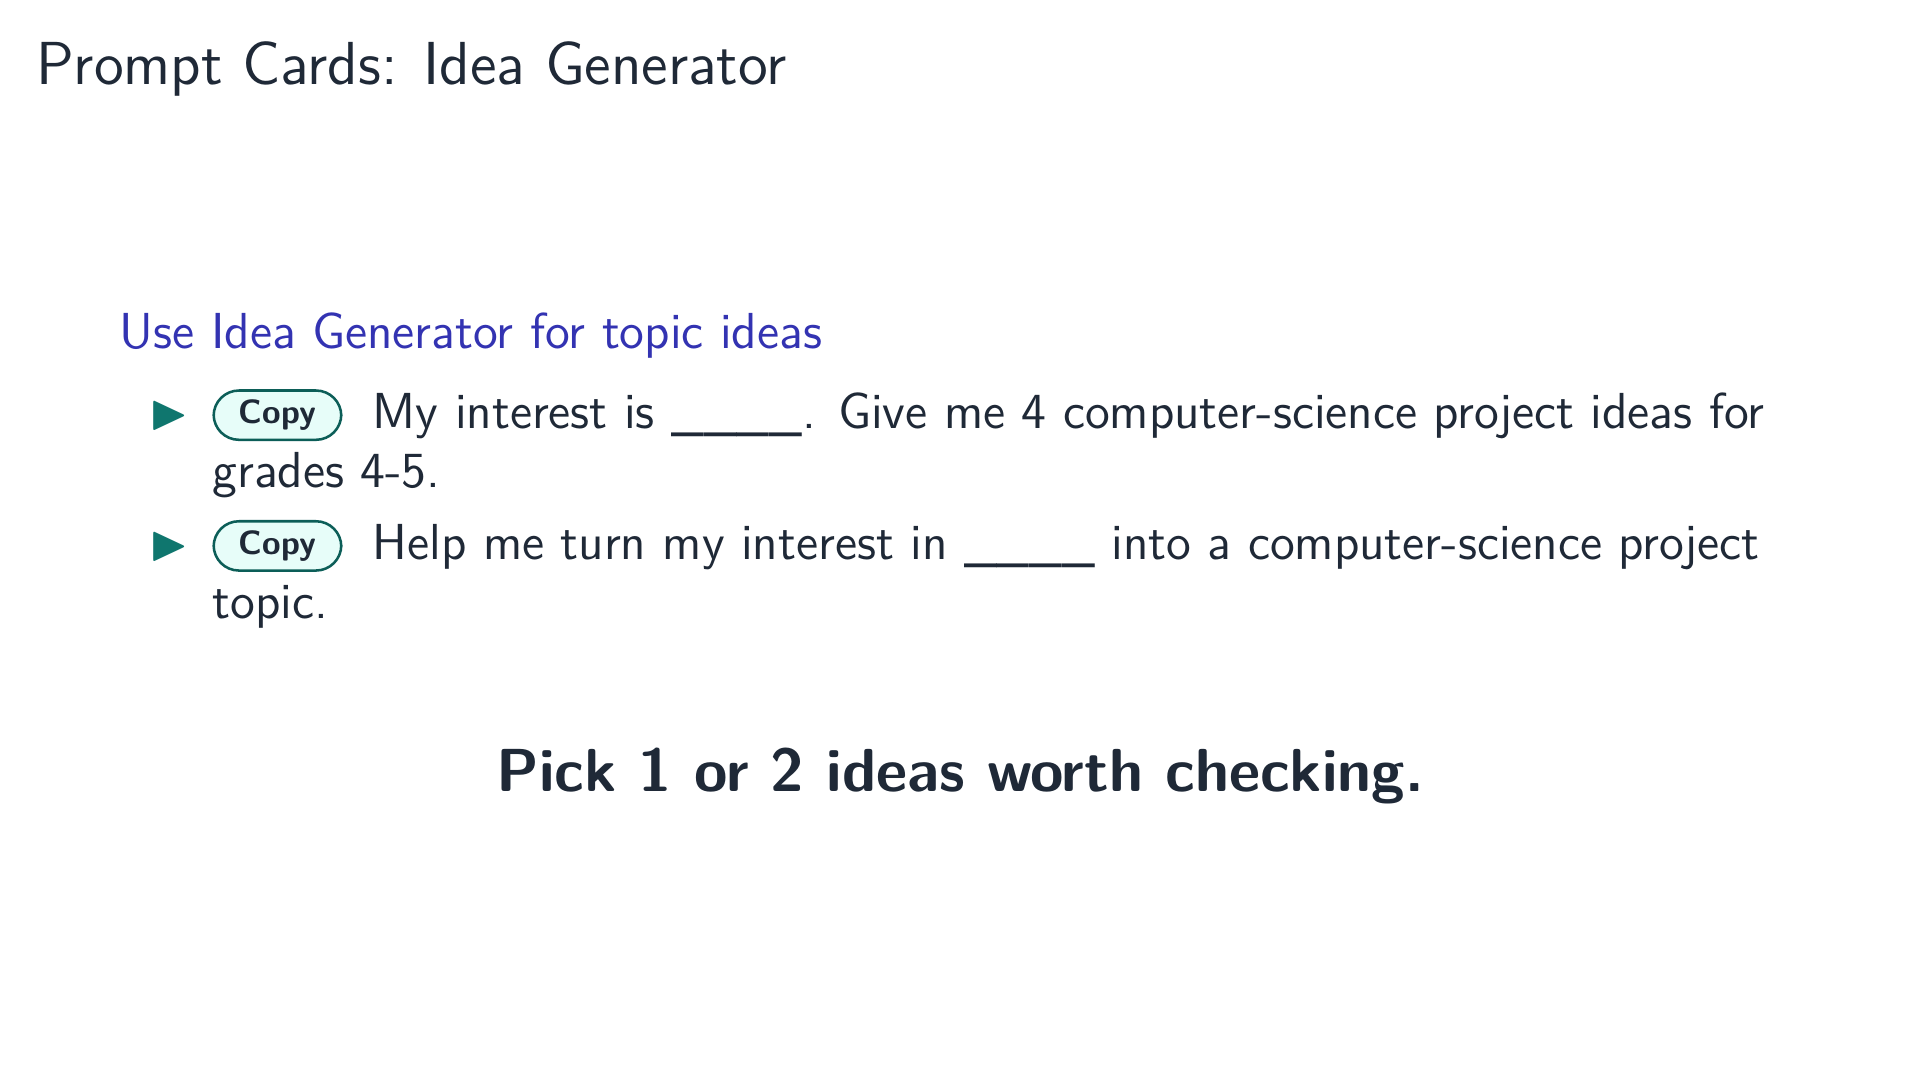 Prompt Cards: Idea Generator
Use Idea Generator for topic ideas
Copy My interest is ____. Give me 4 computer-science project ideas for
grades 4-5.
Copy Help me turn my interest in ____ into a computer-science project
topic.
Pick 1 or 2 ideas worth checking.